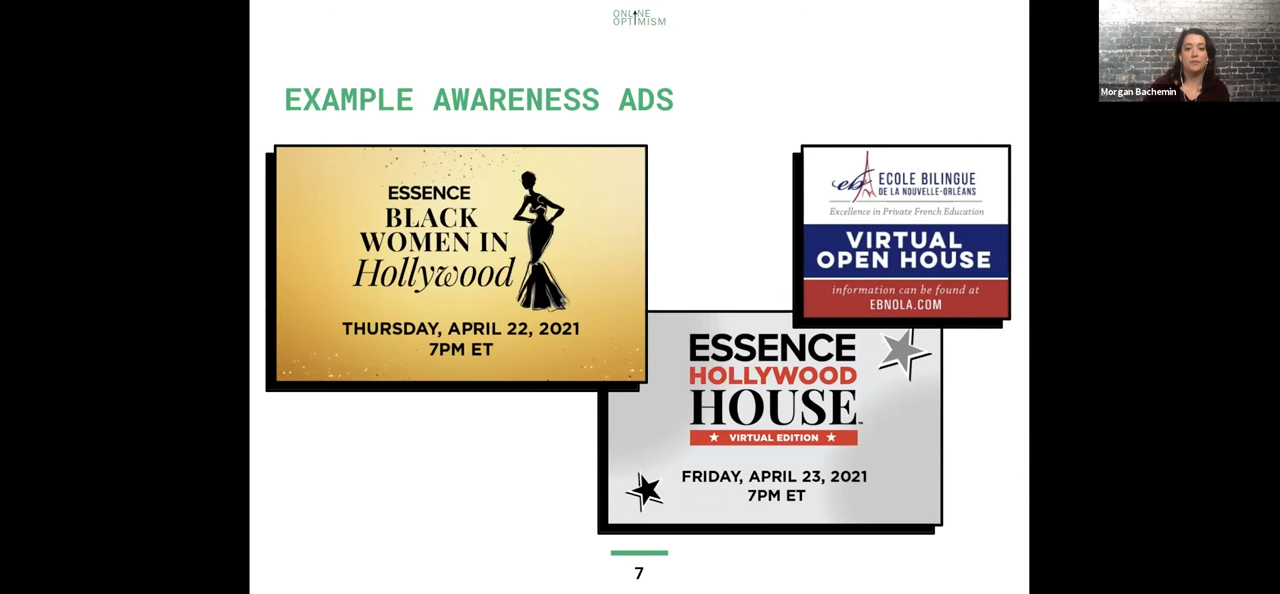 ONLINE
OPTIMISM
Morgan Bachemin
EXAMPLE AWARENESS ADS
ESSENCE
BLACK
WOMEN IN
Hollywood
THURSDAY, APRIL 22, 2021
7PM ET
eb ECOLE BILINGUE
DE LA NOUVELLE-ORLÉANS
Excellence in Private French Education
VIRTUAL
OPEN HOUSE
information can be found at
EBNOLA.COM
ESSENCE
HOLLYWOOD
HOUSE™
VIRTUAL EDITION
FRIDAY, APRIL 23, 2021
7PM ET
7